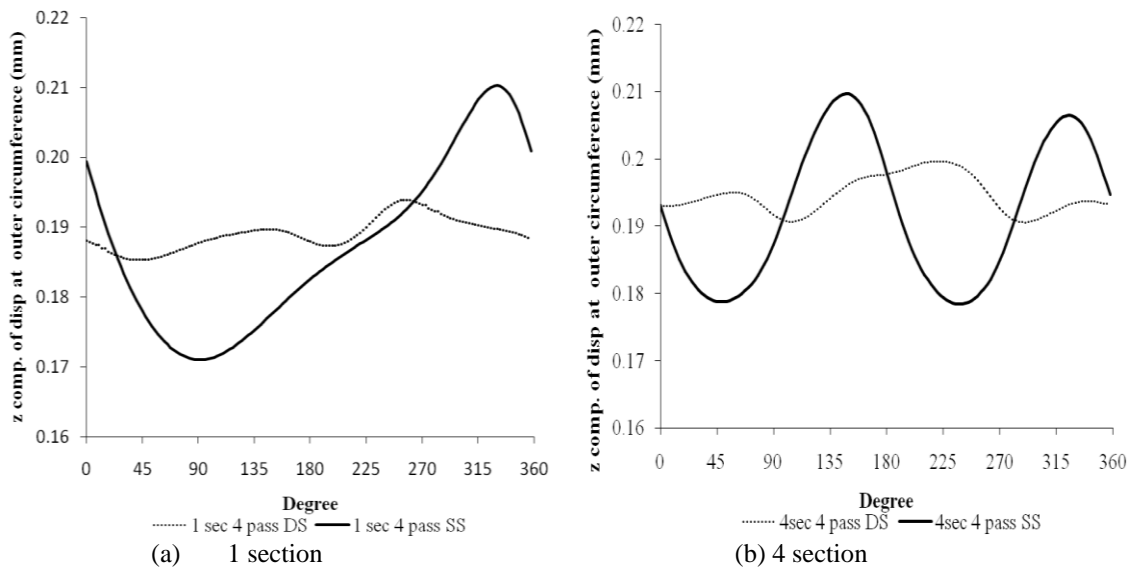 z comp. of disp at outer circumference (mm)
0.22
0.21
0.20
0.19
0.18
0.17
0.16
0 45 90 135 180 225 270 315 360
Degree
1 sec 4 pass DS 1 sec 4 pass SS
(a) 1 section
z comp. of disp at outer circumference (mm)
0.22
0.21
0.2
0.19
0.18
0.17
0.16
0 45 90 135 180 225 270 315 360
Degree
4sec 4 pass DS 4sec 4 pass SS
(b) 4 section